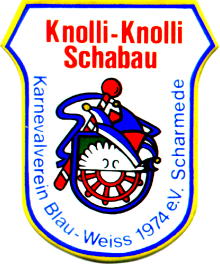 Knolli-Knolli
Schabau
Karnevalverein Blau-Weiss 1974 e.V. Scharmede